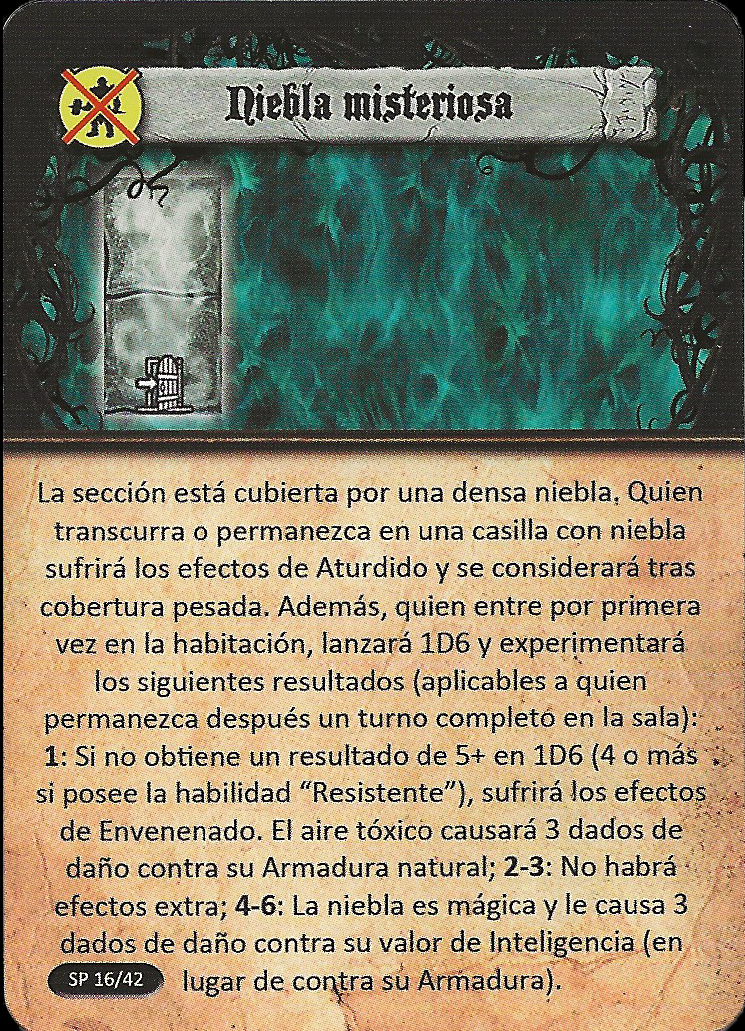 Niebla misteriosa
La sección está cubierta por una densa niebla. Quien
transcurra o permanezca en una casilla con niebla
sufrirá los efectos de Aturdido y se considerará tras
cobertura pesada. Además, quien entre por primera
vez en la habitación, lanzará 1D6 y experimentará
los siguientes resultados (aplicables a quien
permanezca después un turno completo en la sala):
1: Si no obtiene un resultado de 5+ en 1D6 (4 o más
si posee la habilidad “Resistente”), sufrirá los efectos
de Envenenado. El aire tóxico causará 3 dados de
daño contra su Armadura natural; 2-3: No habrá
efectos extra; 4-6: La niebla es mágica y le causa 3
dados de daño contra su valor de Inteligencia (en
lugar de contra su Armadura).
SP 16/42